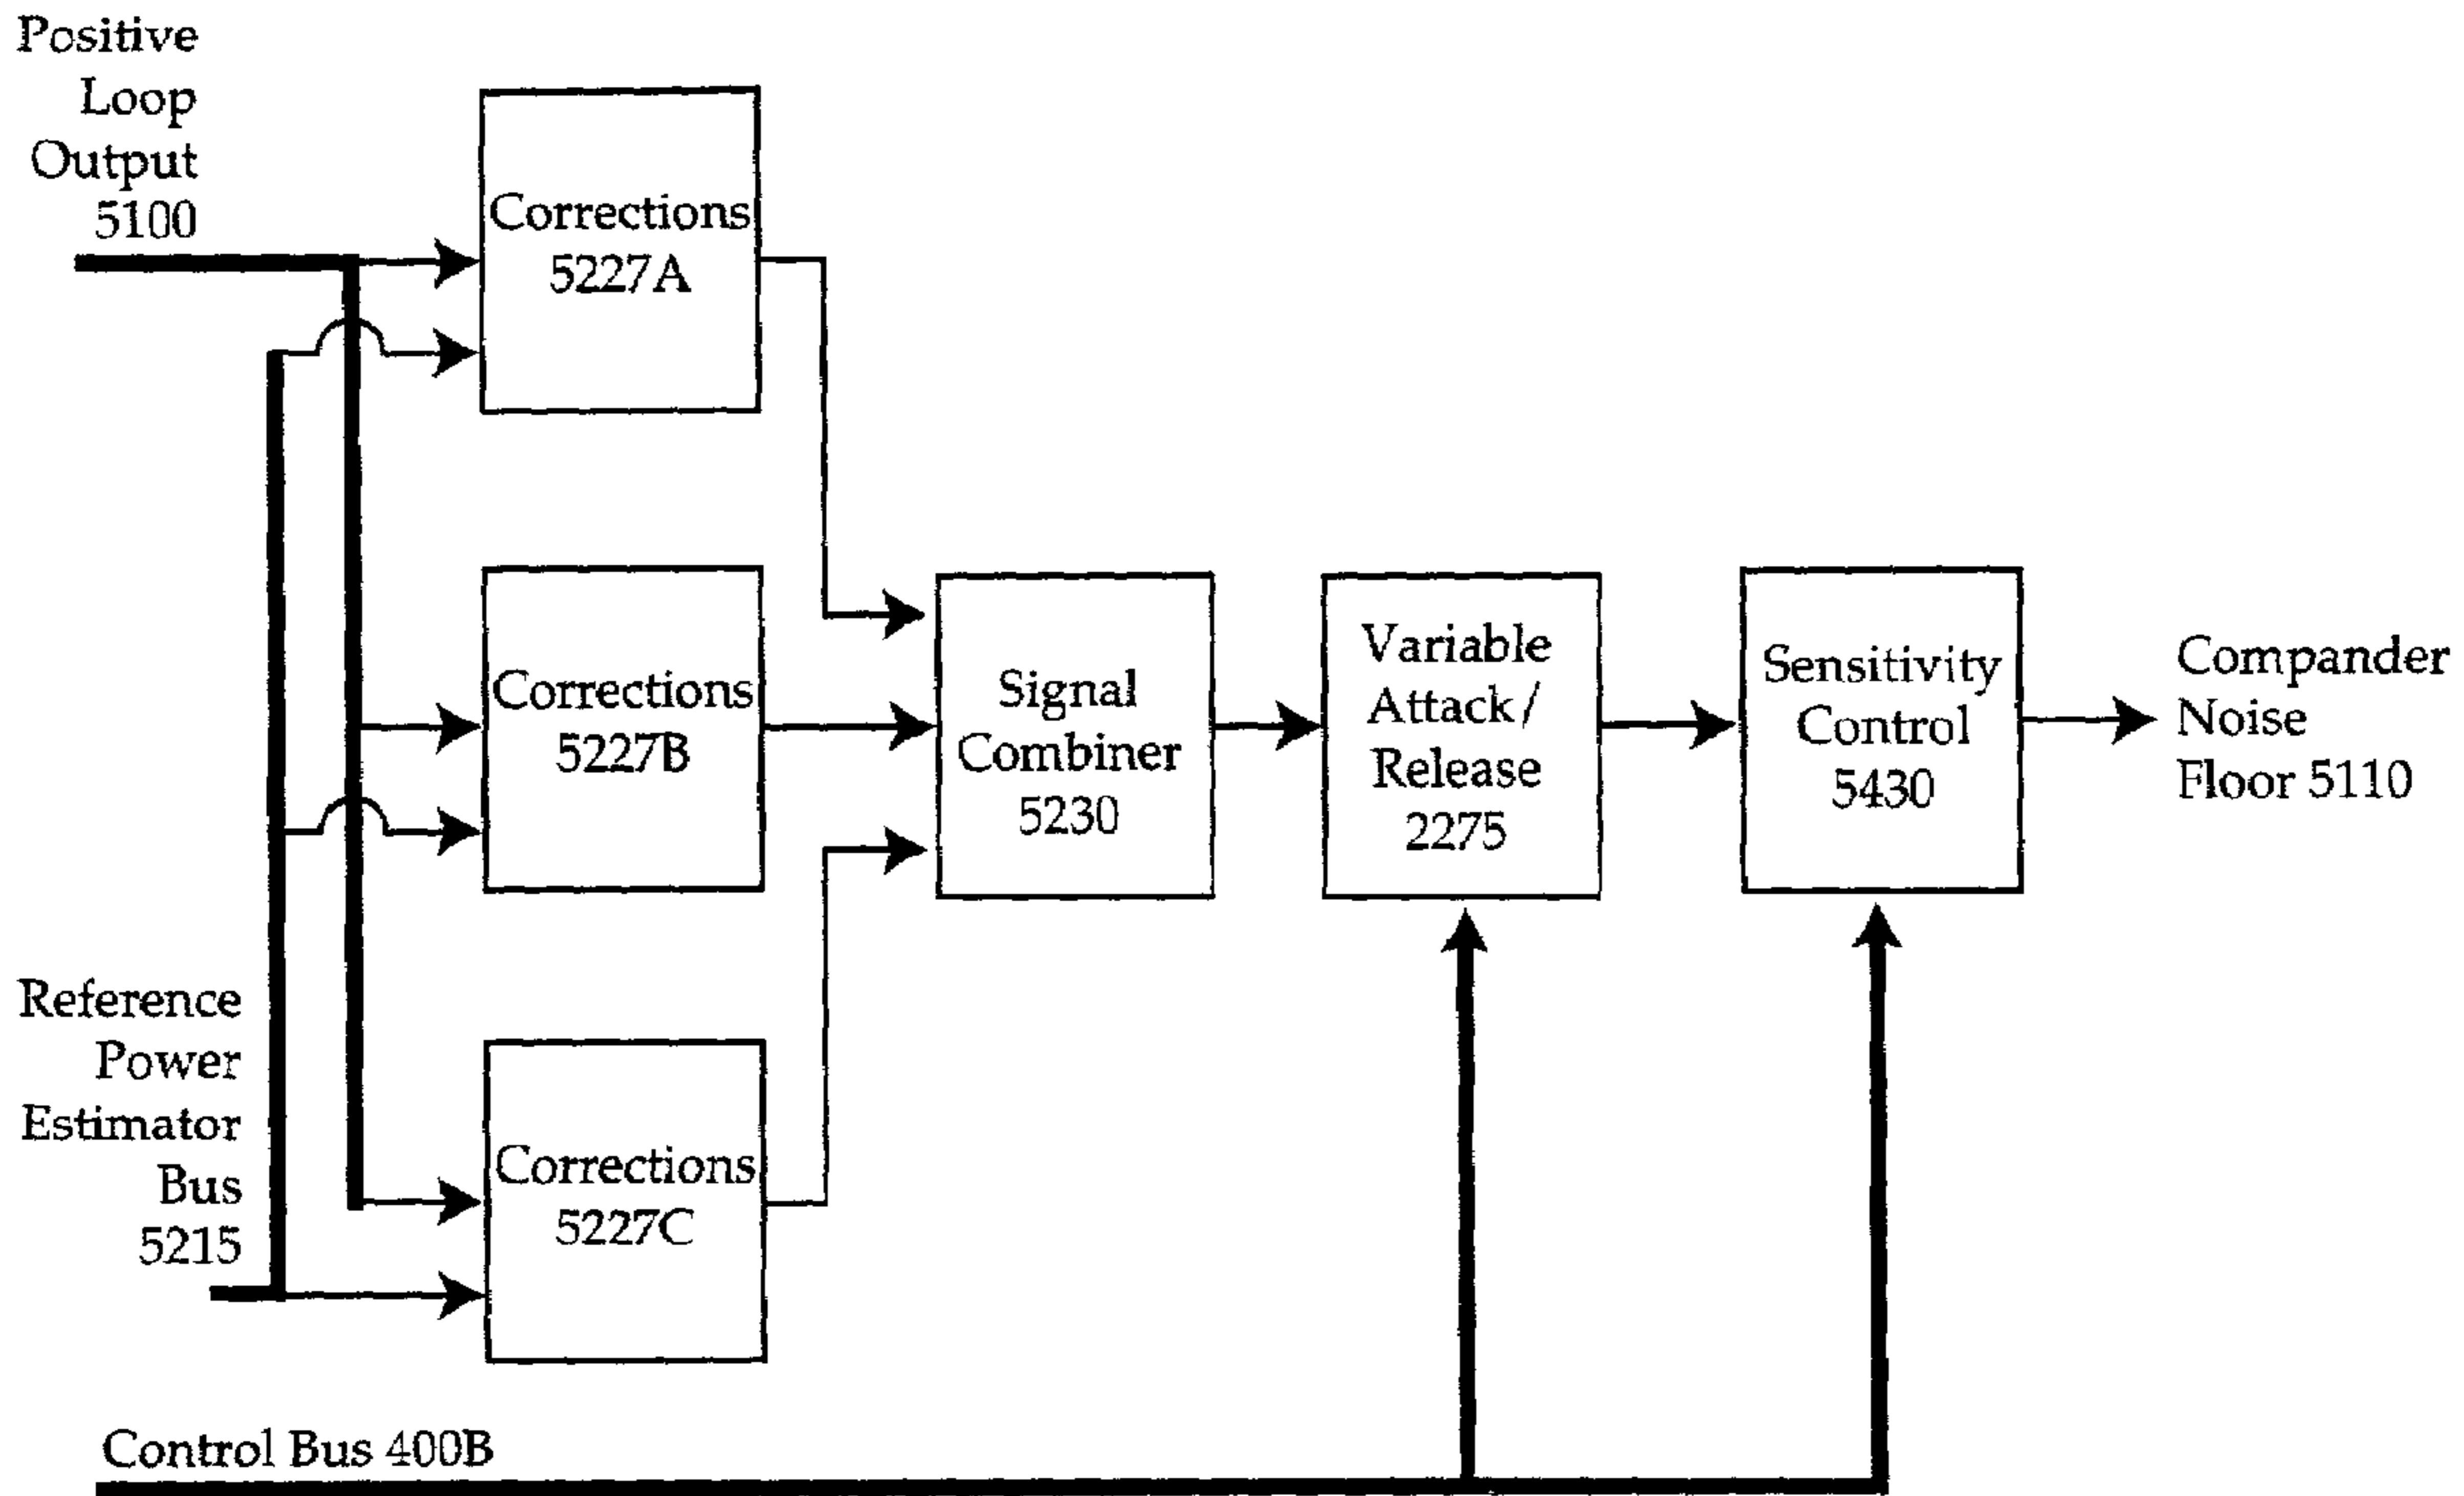 Positive
Loop
Output
5100
Corrections
5227A
Corrections
5227B
Signal
Combiner
5230
Variable
Attack/
Release
2275
Sensitivity
Control
5430
Compander
Noise
Floor 5110
Reference
Power
Estimator
Bus
5215
Corrections
5227C
Control Bus 400B